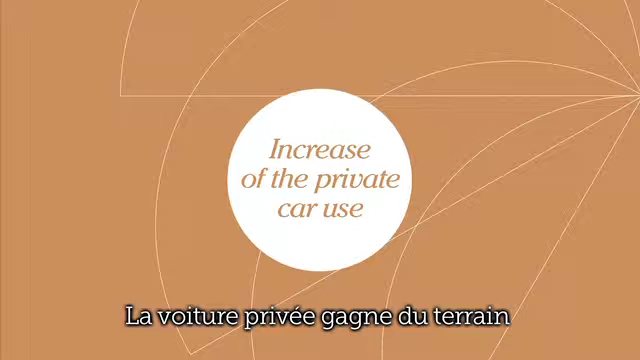 Increase
of the private
car use
La voiture privée gagne du terrain